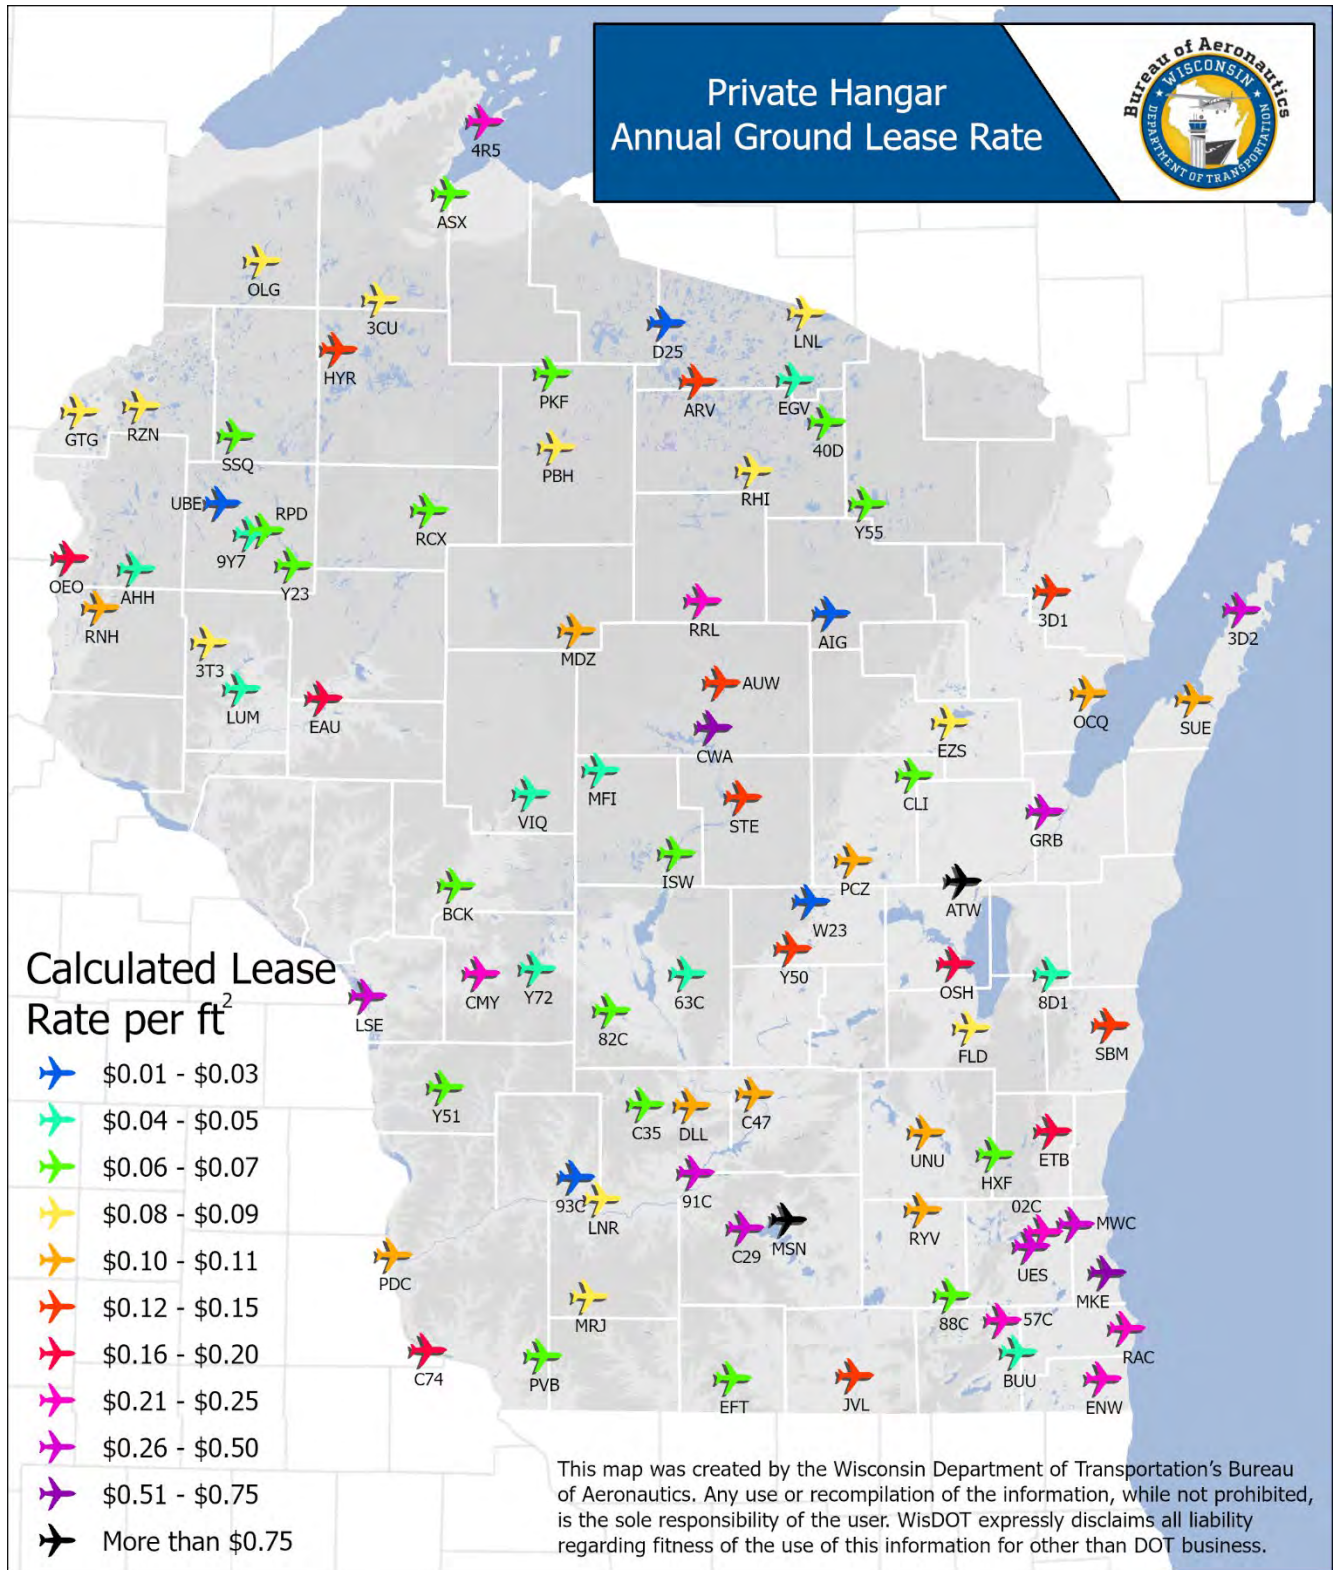 Private Hangar
Annual Ground Lease Rate
Bureau of Aeronautics
WISCONSIN
DEPARTMENT OF TRANSPORTATION
4R5
ASX
OLG
3CU
LNL
D25
HYR
PKF
ARV
EGV
GTG
RZN
40D
SSQ
PBH
RHI
UBE
RPD
RCX
Y55
9Y7
OEO
AHH
Y23
RNH
3D1
3D2
RRL
AIG
MDZ
3T3
AUW
LUM
EAU
OCQ
SUE
EZS
CWA
MFI
CLI
VIQ
STE
GRB
ISW
PCZ
BCK
ATW
W23
Y50
LSE
CMY
Y72
63C
OSH
8D1
82C
FLD
SBM
Y51
C35
DLL
C47
UNU
ETB
HXF
93C
LNR
91C
02C
MWC
C29
MSN
RYV
UES
PDC
MKE
MRJ
88C
57C
RAC
C74
PVB
BUU
EFT
JVL
ENW
Calculated Lease
Rate per ft2
$0.01 - $0.03
$0.04 - $0.05
$0.06 - $0.07
$0.08 - $0.09
$0.10 - $0.11
$0.12 - $0.15
$0.16 - $0.20
$0.21 - $0.25
$0.26 - $0.50
$0.51 - $0.75
More than $0.75
This map was created by the Wisconsin Department of Transportation's Bureau
of Aeronautics. Any use or recompilation of the information, while not prohibited,
is the sole responsibility of the user. WisDOT expressly disclaims all liability
regarding fitness of the use of this information for other than DOT business.